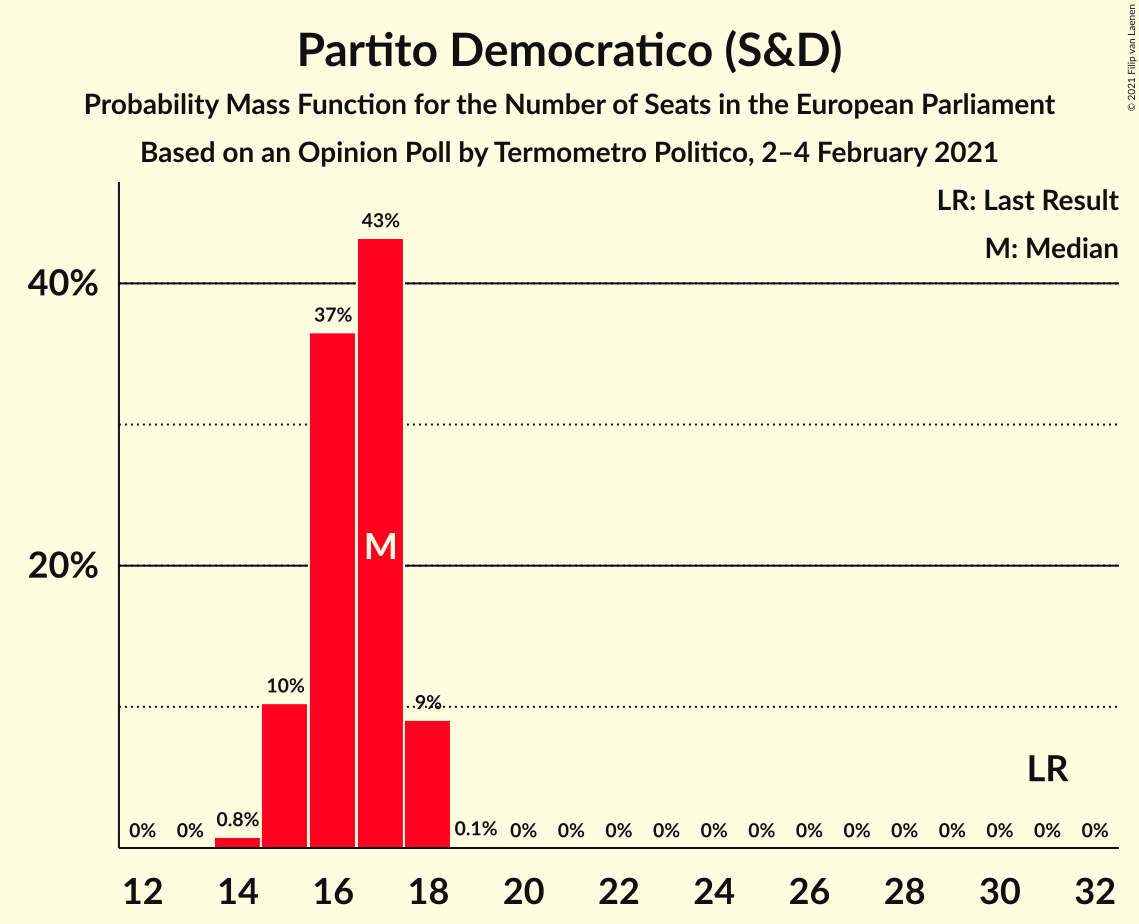 Partito Democratico (S&D)
Probability Mass Function for the Number of Seats in the European Parliament
Based on an Opinion Poll by Termometro Politico, 2–4 February 2021
© 2021 Filip van Laenen
LR: Last Result
M: Median
40%
20%
0%
0%
0.8%
10%
37%
43%
9%
0.1%
0%
0%
0%
0%
0%
0%
0%
0%
0%
0%
0%
0%
0%
M
LR
12 14 16 18 20 22 24 26 28 30 32